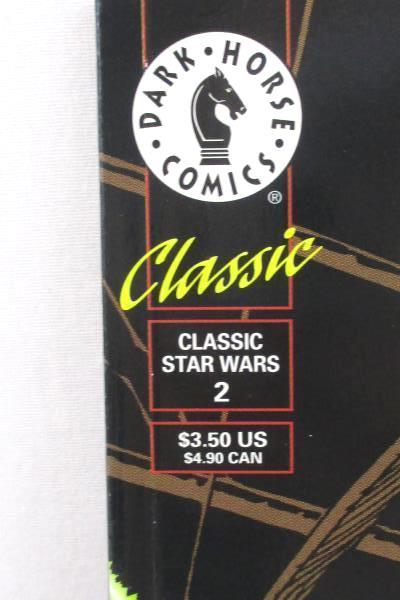 DARK • HORSE
• COMICS •
®
Classic
CLASSIC
STAR WARS
2
$3.50 US
$4.90 CAN